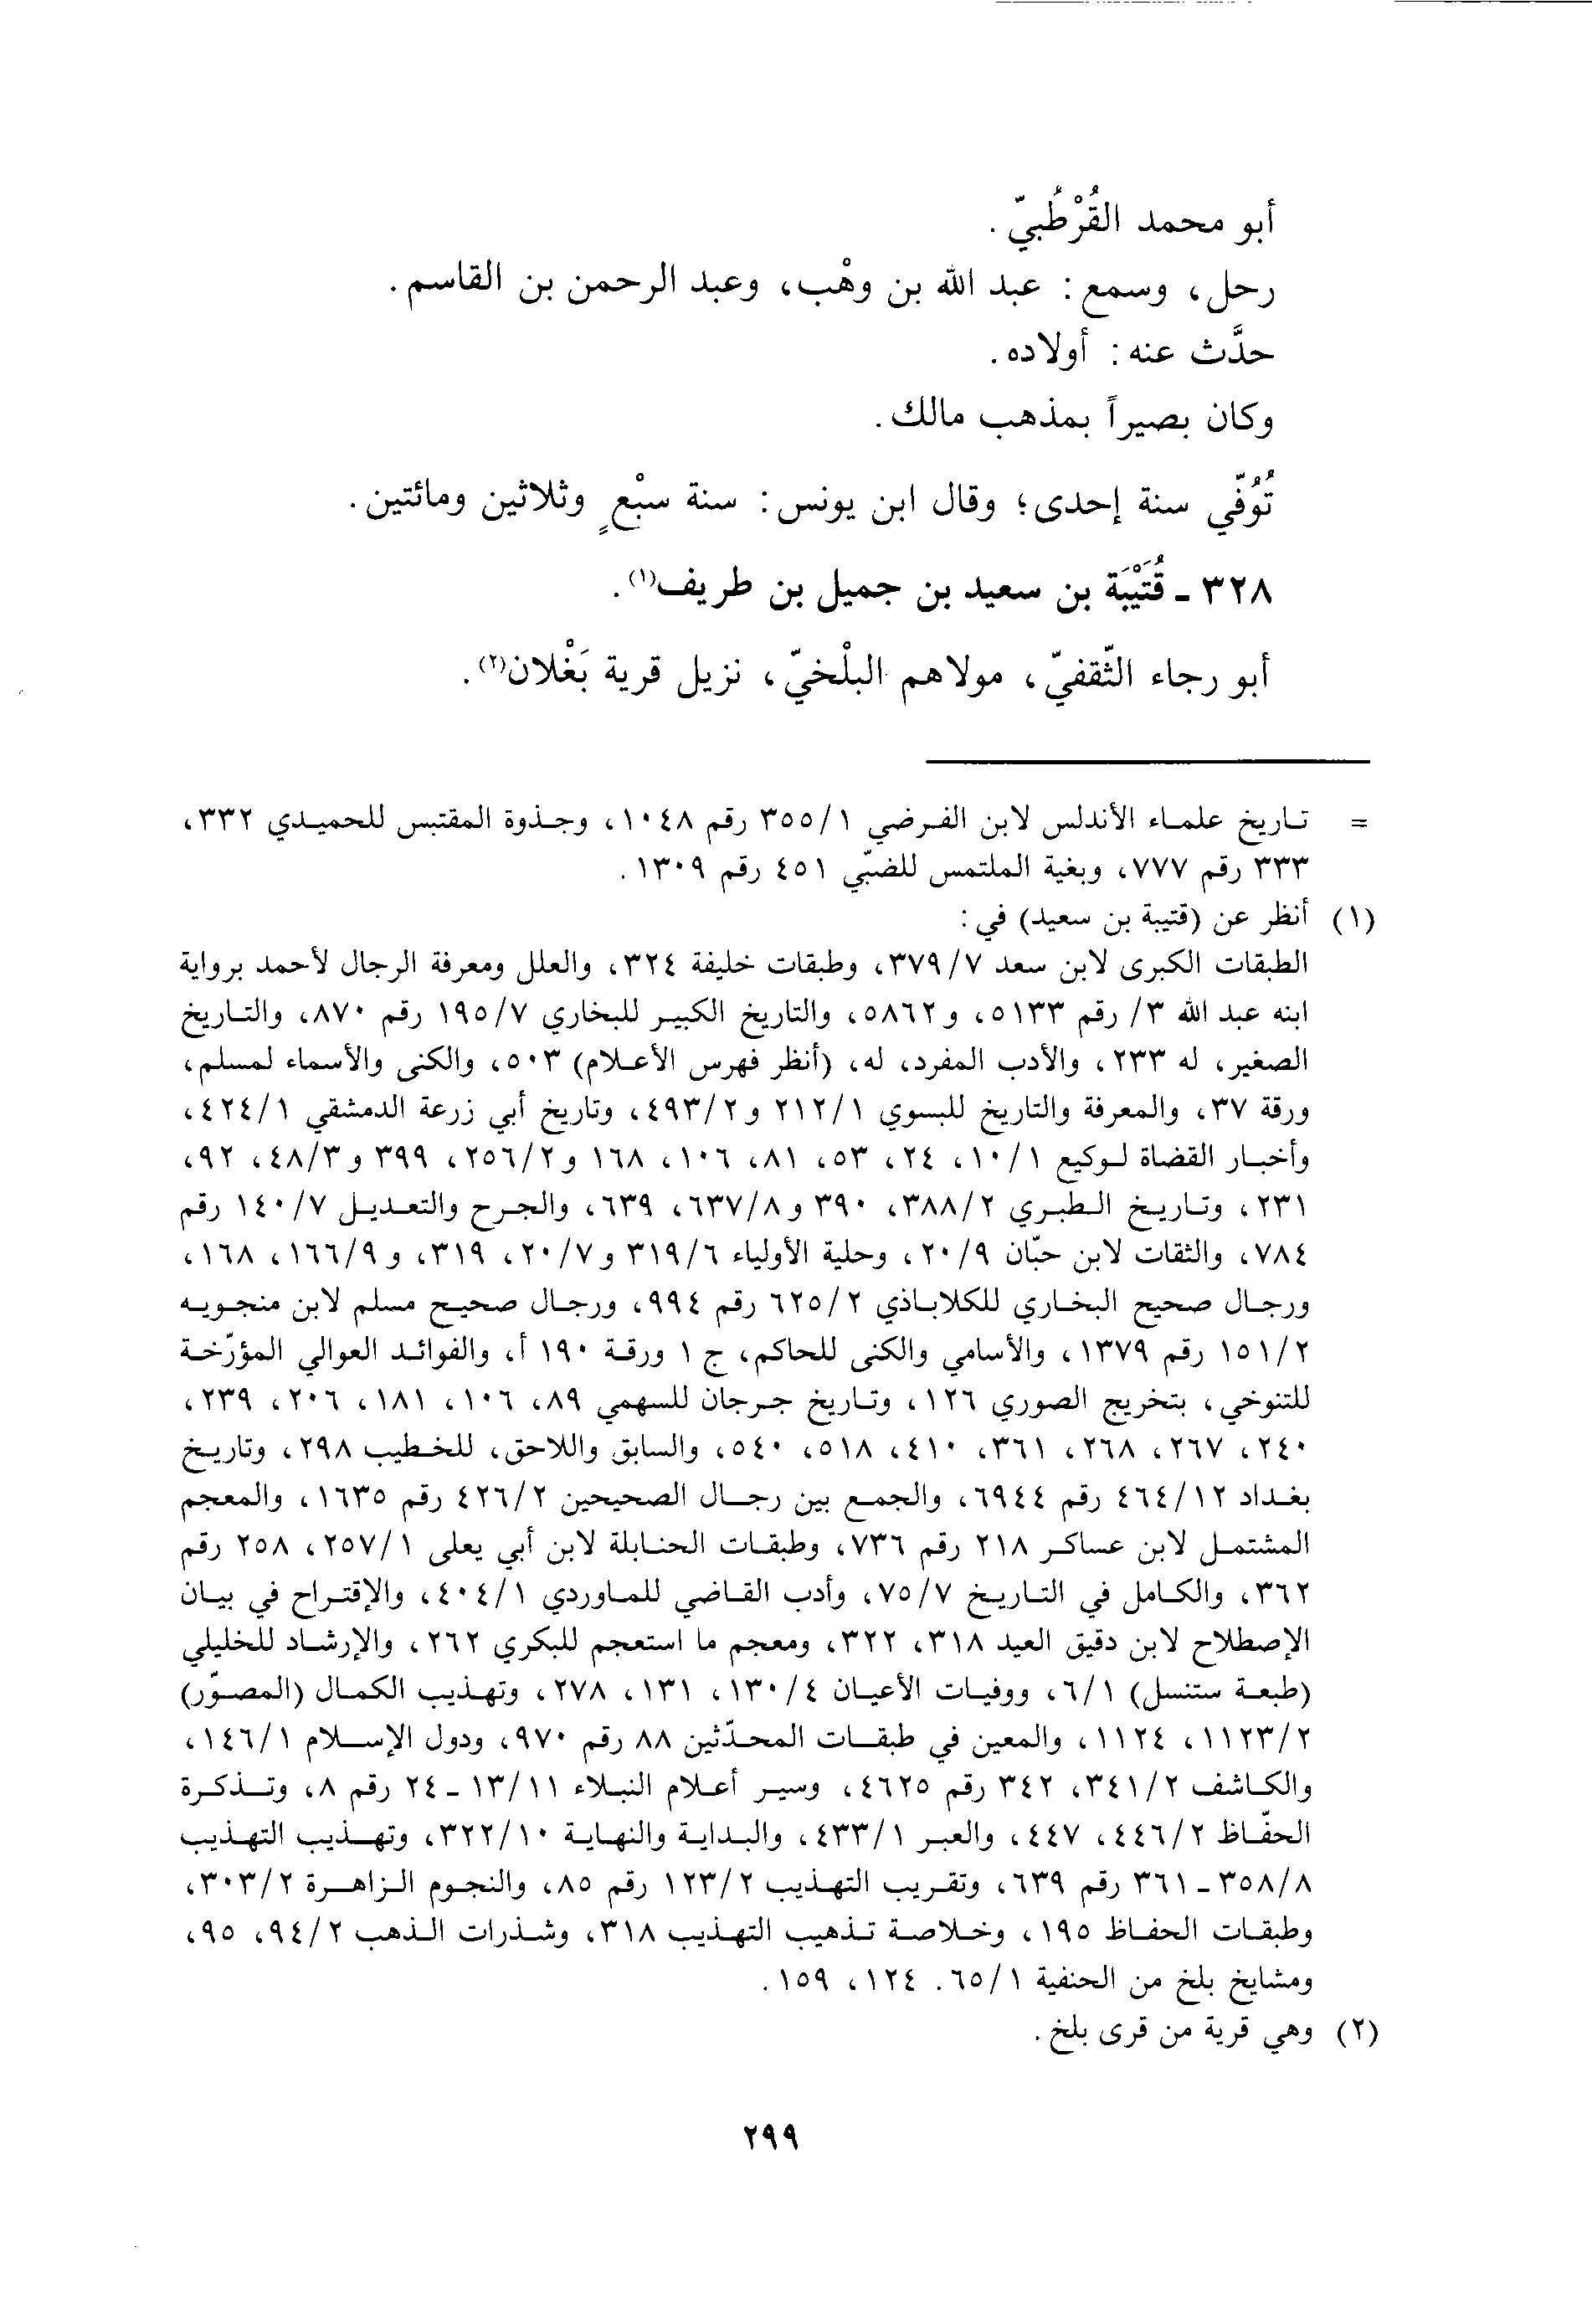 أبو محمد القُرْطُبيّ.
رحل، وسمع: عبد الله بن وهْب، وعبد الرحمن بن القاسم.
حدَّث عنه: أولاده.
وكان بصيراً بمذهب مالك.
تُوُفّي سنة إحدى؛ وقال ابن يونس: سنة سبْعٍ وثلاثين ومائتين.
٣٢٨ ـ قُتَيْبَة بن سعيد بن جميل بن طريف(١).
أبو رجاء الثّقفيّ، مولاهم البلْخيّ، نزيل قرية بَغْلان(٢).
= تاريخ علماء الأندلس لابن الفرضي ٣٥٥/١ رقم ١٠٤٨، وجذوة المقتبس للحميدي ٣٣٢،
٣٣٣ رقم ٧٧٧، وبغية الملتمس للضبّي ٤٥١ رقم ١٣٠٩.
(١) أنظر عن (قتيبة بن سعيد) في:
الطبقات الكبرى لابن سعد ٣٧٩/٧، وطبقات خليفة ٣٢٤، والعلل ومعرفة الرجال لأحمد برواية
ابنه عبد الله ٣/ رقم ٥١٣٣، و٥٨٦٢، والتاريخ الكبير للبخاري ١٩٥/٧ رقم ٨٧٠، والتاريخ
الصغير، له ٢٣٣، والأدب المفرد، له، (أنظر فهرس الأعلام) ٥٠٣، والكنى والأسماء لمسلم،
ورقة ٣٧، والمعرفة والتاريخ للبسوي ٢١٢/١ و٤٩٣/٢، وتاريخ أبي زرعة الدمشقي ٤٢٤/١،
وأخبار القضاة لوكيع ١٠/١، ٢٤، ٥٣، ٨١، ١٠٦، ١٦٨ و٢٥٦/٢، ٣٩٩ و٤٨/٣، ٩٢،
٢٣١، وتاريخ الطبري ٣٨٨/٢، ٣٩٠ و٦٣٧/٨، ٦٣٩، والجرح والتعديل ١٤٠/٧ رقم
٧٨٤، والثقات لابن حبّان ٢٠/٩، وحلية الأولياء ٣١٩/٦ و٢٠/٧، ٣١٩، و١٦٦/٩، ١٦٨،
ورجال صحيح البخاري للكلاباذي ٦٢٥/٢ رقم ٩٩٤، ورجال صحيح مسلم لابن منجويه
١٥١/٢ رقم ١٣٧٩، والأسامي والكنى للحاكم، ج ١ ورقة ١٩٠ أ، والفوائد العوالي المؤرّخة
للتنوخي، بتخريج الصوري ١٢٦، وتاريخ جرجان للسهمي ٨٩، ١٠٦، ١٨١، ٢٠٦، ٢٣٩،
٢٤٠، ٢٦٧، ٢٦٨، ٣٦١، ٤١٠، ٥١٨، ٥٤٠، والسابق واللاحق، للخطيب ٢٩٨، وتاريخ
بغداد ٤٦٤/١٢ رقم ٦٩٤٤، والجمع بين رجال الصحيحين ٤٢٦/٢ رقم ١٦٣٥، والمعجم
المشتمل لابن عساكر ٢١٨ رقم ٧٣٦، وطبقات الحنابلة لابن أبي يعلى ٢٥٧/١، ٢٥٨ رقم
٣٦٢، والكامل في التاريخ ٧٥/٧، وأدب القاضي للماوردي ٤٠٤/١، والإقتراح في بيان
الإصطلاح لابن دقيق العيد ٣١٨، ٣٢٢، ومعجم ما استعجم للبكري ٢٦٢، والإرشاد للخليلي
(طبعة ستنسل) ٦/١، ووفيات الأعيان ١٣٠/٤، ١٣١، ٢٧٨، وتهذيب الكمال (المصوّر)
١١٢٣/٢، ١١٢٤، والمعين في طبقات المحدّثين ٨٨ رقم ٩٧٠، ودول الإسلام ١٤٦/١،
والكاشف ٣٤١/٢، ٣٤٢ رقم ٤٦٢٥، وسير أعلام النبلاء ١٣/١١ ـ ٢٤ رقم ٨، وتذكرة
الحفّاظ ٤٤٦/٢، ٤٤٧، والعبر ٤٣٣/١، والبداية والنهاية ٣٢٢/١٠، وتهذيب التهذيب
٣٥٨/٨ ـ ٣٦١ رقم ٦٣٩، وتقريب التهذيب ١٢٣/٢ رقم ٨٥، والنجوم الزاهرة ٣٠٣/٢،
وطبقات الحفاظ ١٩٥، وخلاصة تذهيب التهذيب ٣١٨، وشذرات الذهب ٩٤/٢، ٩٥،
ومشايخ بلخ من الحنفية ٦٥/١. ١٢٤، ١٥٩.
(٢) وهي قرية من قرى بلخ.
٢٩٩